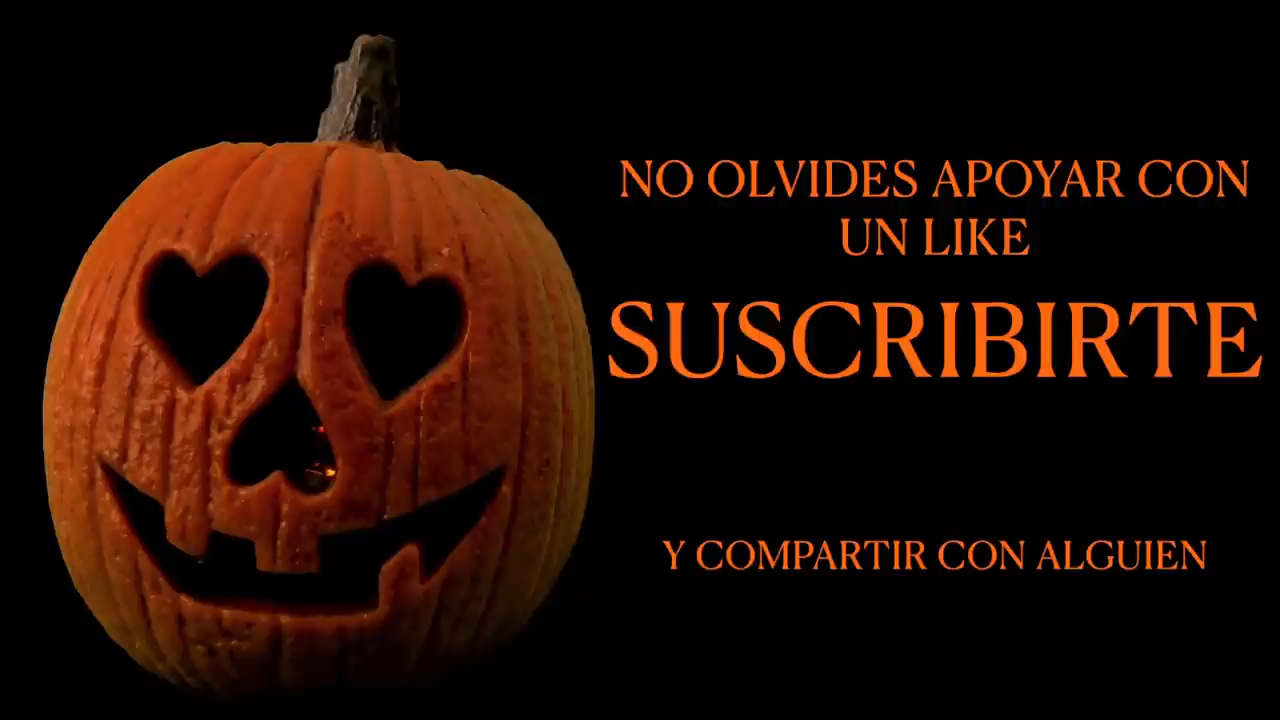 NO OLVIDES APOYAR CON
UN LIKE
SUSCRIBIRTE
Y COMPARTIR CON ALGUIEN